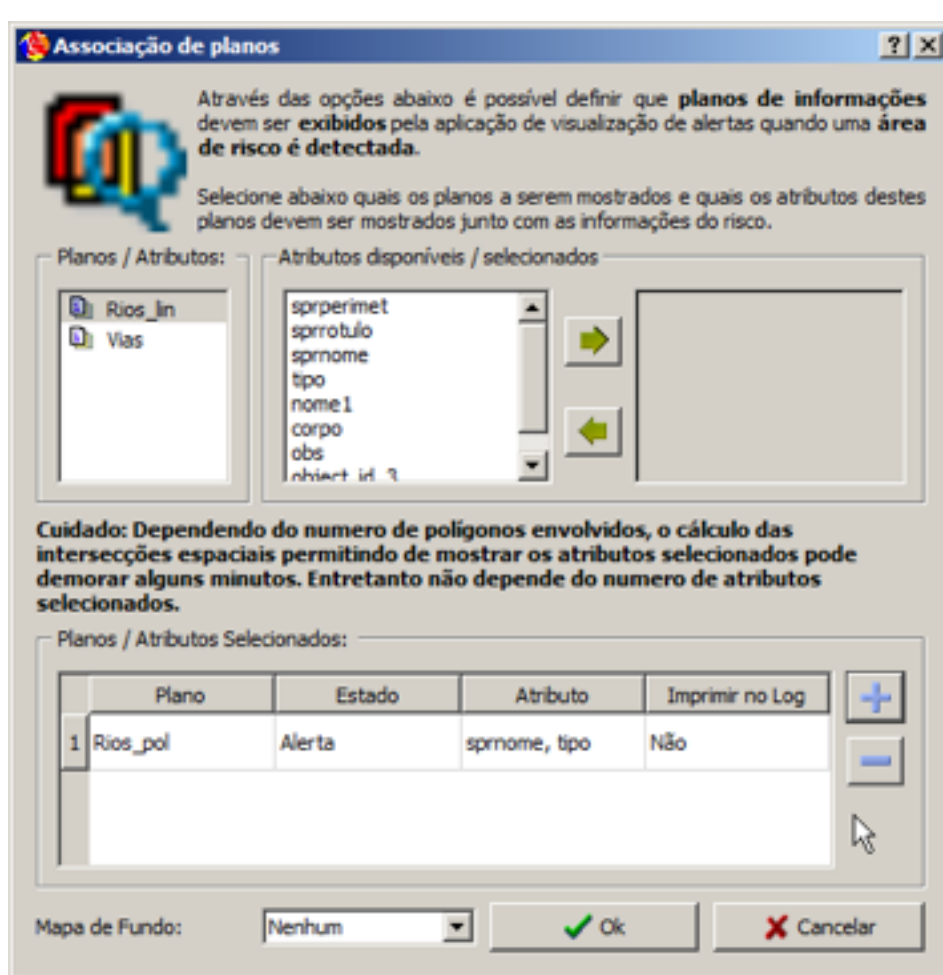 Associação de planos
Através das opções abaixo é possível definir que planos de informações
devem ser exibidos pela aplicação de visualização de alertas quando uma área
de risco é detectada.
Selecione abaixo quais os planos a serem mostrados e quais os atributos destes
planos devem ser mostrados junto com as informações do risco.
Planos / Atributos:
Atributos disponíveis / selecionados
Rios_lin
Vias
sprperimet
sprrotulo
sprnome
tipo
nome1
corpo
obs
object_id_3
Cuidado: Dependendo do numero de polígonos envolvidos, o cálculo das
intersecções espaciais permitindo de mostrar os atributos selecionados pode
demorar alguns minutos. Entretanto não depende do numero de atributos
selecionados.
Planos / Atributos Selecionados:
Plano Estado Atributo Imprimir no Log
1 Rios_pol Alerta sprnome, tipo Não
Mapa de Fundo: Nenhum Ok Cancelar